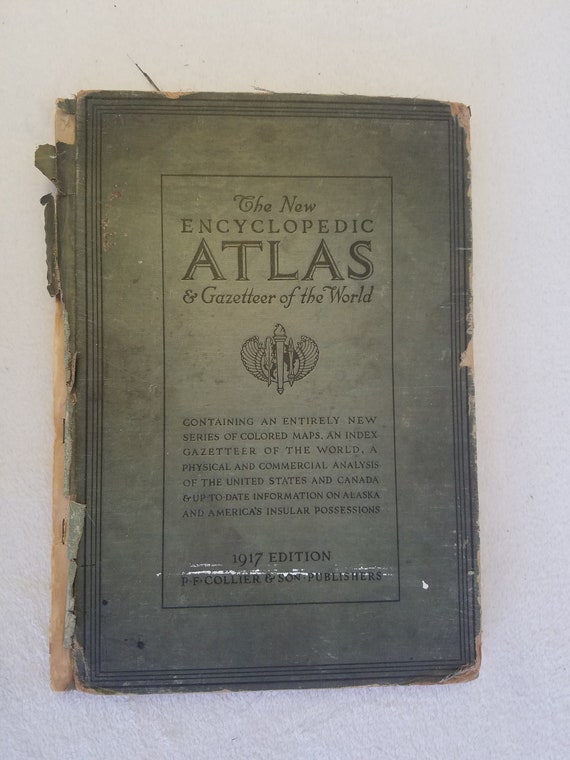 The New
ENCYCLOPEDIC
ATLAS
& Gazetteer of the World
CONTAINING AN ENTIRELY NEW
SERIES OF COLORED MAPS, AN INDEX
GAZETTEER OF THE WORLD, A
PHYSICAL AND COMMERCIAL ANALYSIS
OF THE UNITED STATES AND CANADA
& UP-TO-DATE INFORMATION ON ALASKA
AND AMERICA'S INSULAR POSSESSIONS
1917 EDITION
P·F·COLLIER & SON·PUBLISHERS